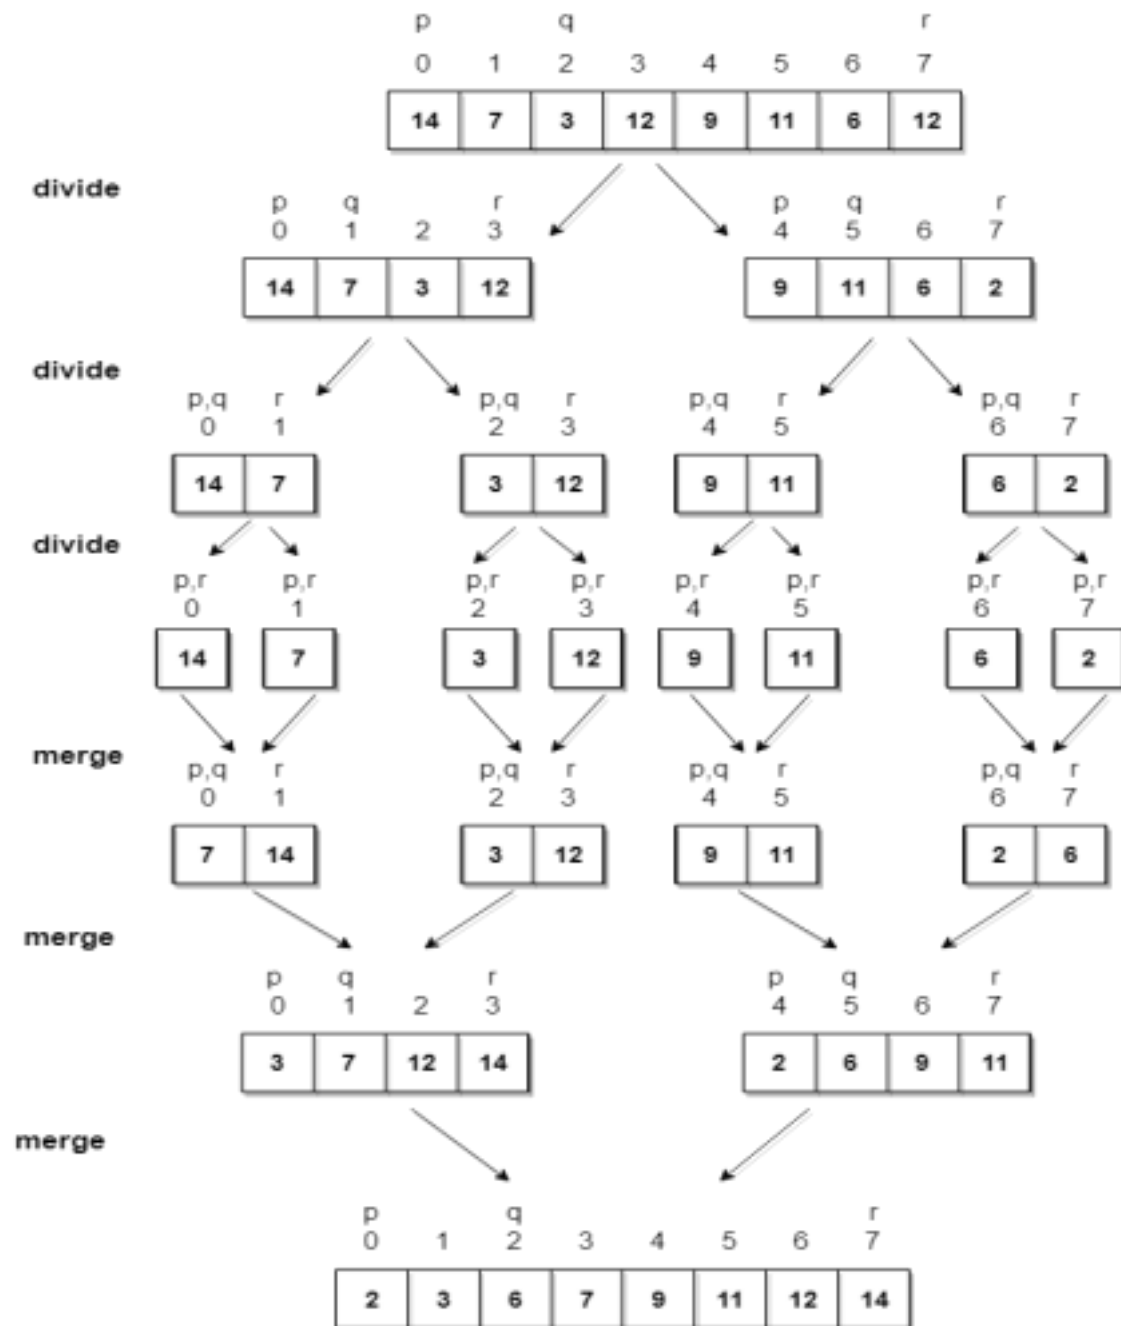 p q r
0 1 2 3 4 5 6 7
14 7 3 12 9 11 6 12
divide
p q r p q r
0 1 2 3 4 5 6 7
14 7 3 12 9 11 6 2
divide
p,q r p,q r p,q r p,q r
0 1 2 3 4 5 6 7
14 7 3 12 9 11 6 2
divide
p,r p,r p,r p,r p,r p,r p,r p,r
0 1 2 3 4 5 6 7
14 7 3 12 9 11 6 2
merge
p,q r p,q r p,q r p,q r
0 1 2 3 4 5 6 7
7 14 3 12 9 11 2 6
merge
p q r p q r
0 1 2 3 4 5 6 7
3 7 12 14 2 6 9 11
merge
p q r
0 1 2 3 4 5 6 7
2 3 6 7 9 11 12 14